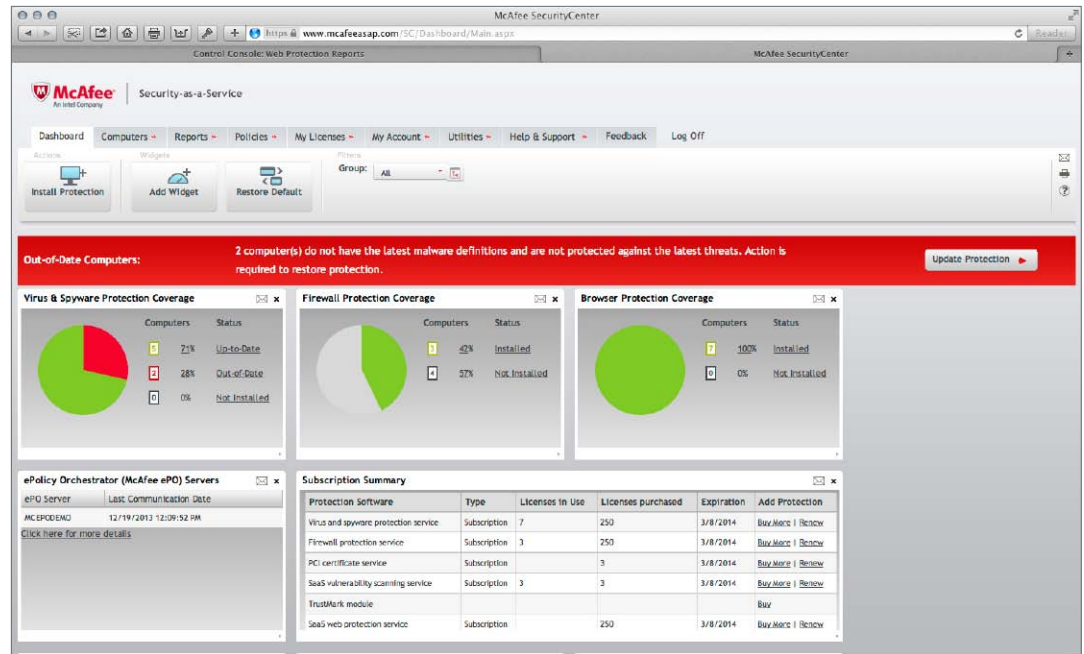 McAfee SecurityCenter
https www.mcafeeasap.com/SC/Dashboard/Main.aspx
Reader
Control Console: Web Protection Reports
McAfee SecurityCenter
McAfee
An Intel Company
Security-as-a-Service
Dashboard Computers Reports Policies My Licenses My Account Utilities Help & Support Feedback Log Off
Actions Widgets Filters
Install Protection Add Widget Restore Default Group: All
Out-of-Date Computers:
2 computer(s) do not have the latest malware definitions and are not protected against the latest threats. Action is
required to restore protection.
Update Protection
Virus & Spyware Protection Coverage
Computers Status
5 71% Up-to-Date
2 28% Out-of-Date
0 0% Not Installed
Firewall Protection Coverage
Computers Status
3 42% Installed
4 57% Not Installed
Browser Protection Coverage
Computers Status
7 100% Installed
0 0% Not Installed
ePolicy Orchestrator (McAfee ePO) Servers
ePO Server Last Communication Date
MCEPODEMO 12/19/2013 12:09:52 PM
Click here for more details
Subscription Summary
Protection Software Type Licenses in Use Licenses purchased Expiration Add Protection
Virus and spyware protection service Subscription 7 250 3/8/2014 Buy More | Renew
Firewall protection service Subscription 3 250 3/8/2014 Buy More | Renew
PCI certificate service Subscription 3 3/8/2014 Buy More | Renew
SaaS vulnerability scanning service Subscription 3 3 3/8/2014 Buy More | Renew
TrustMark module Buy
SaaS web protection service Subscription 250 3/8/2014 Buy More | Renew